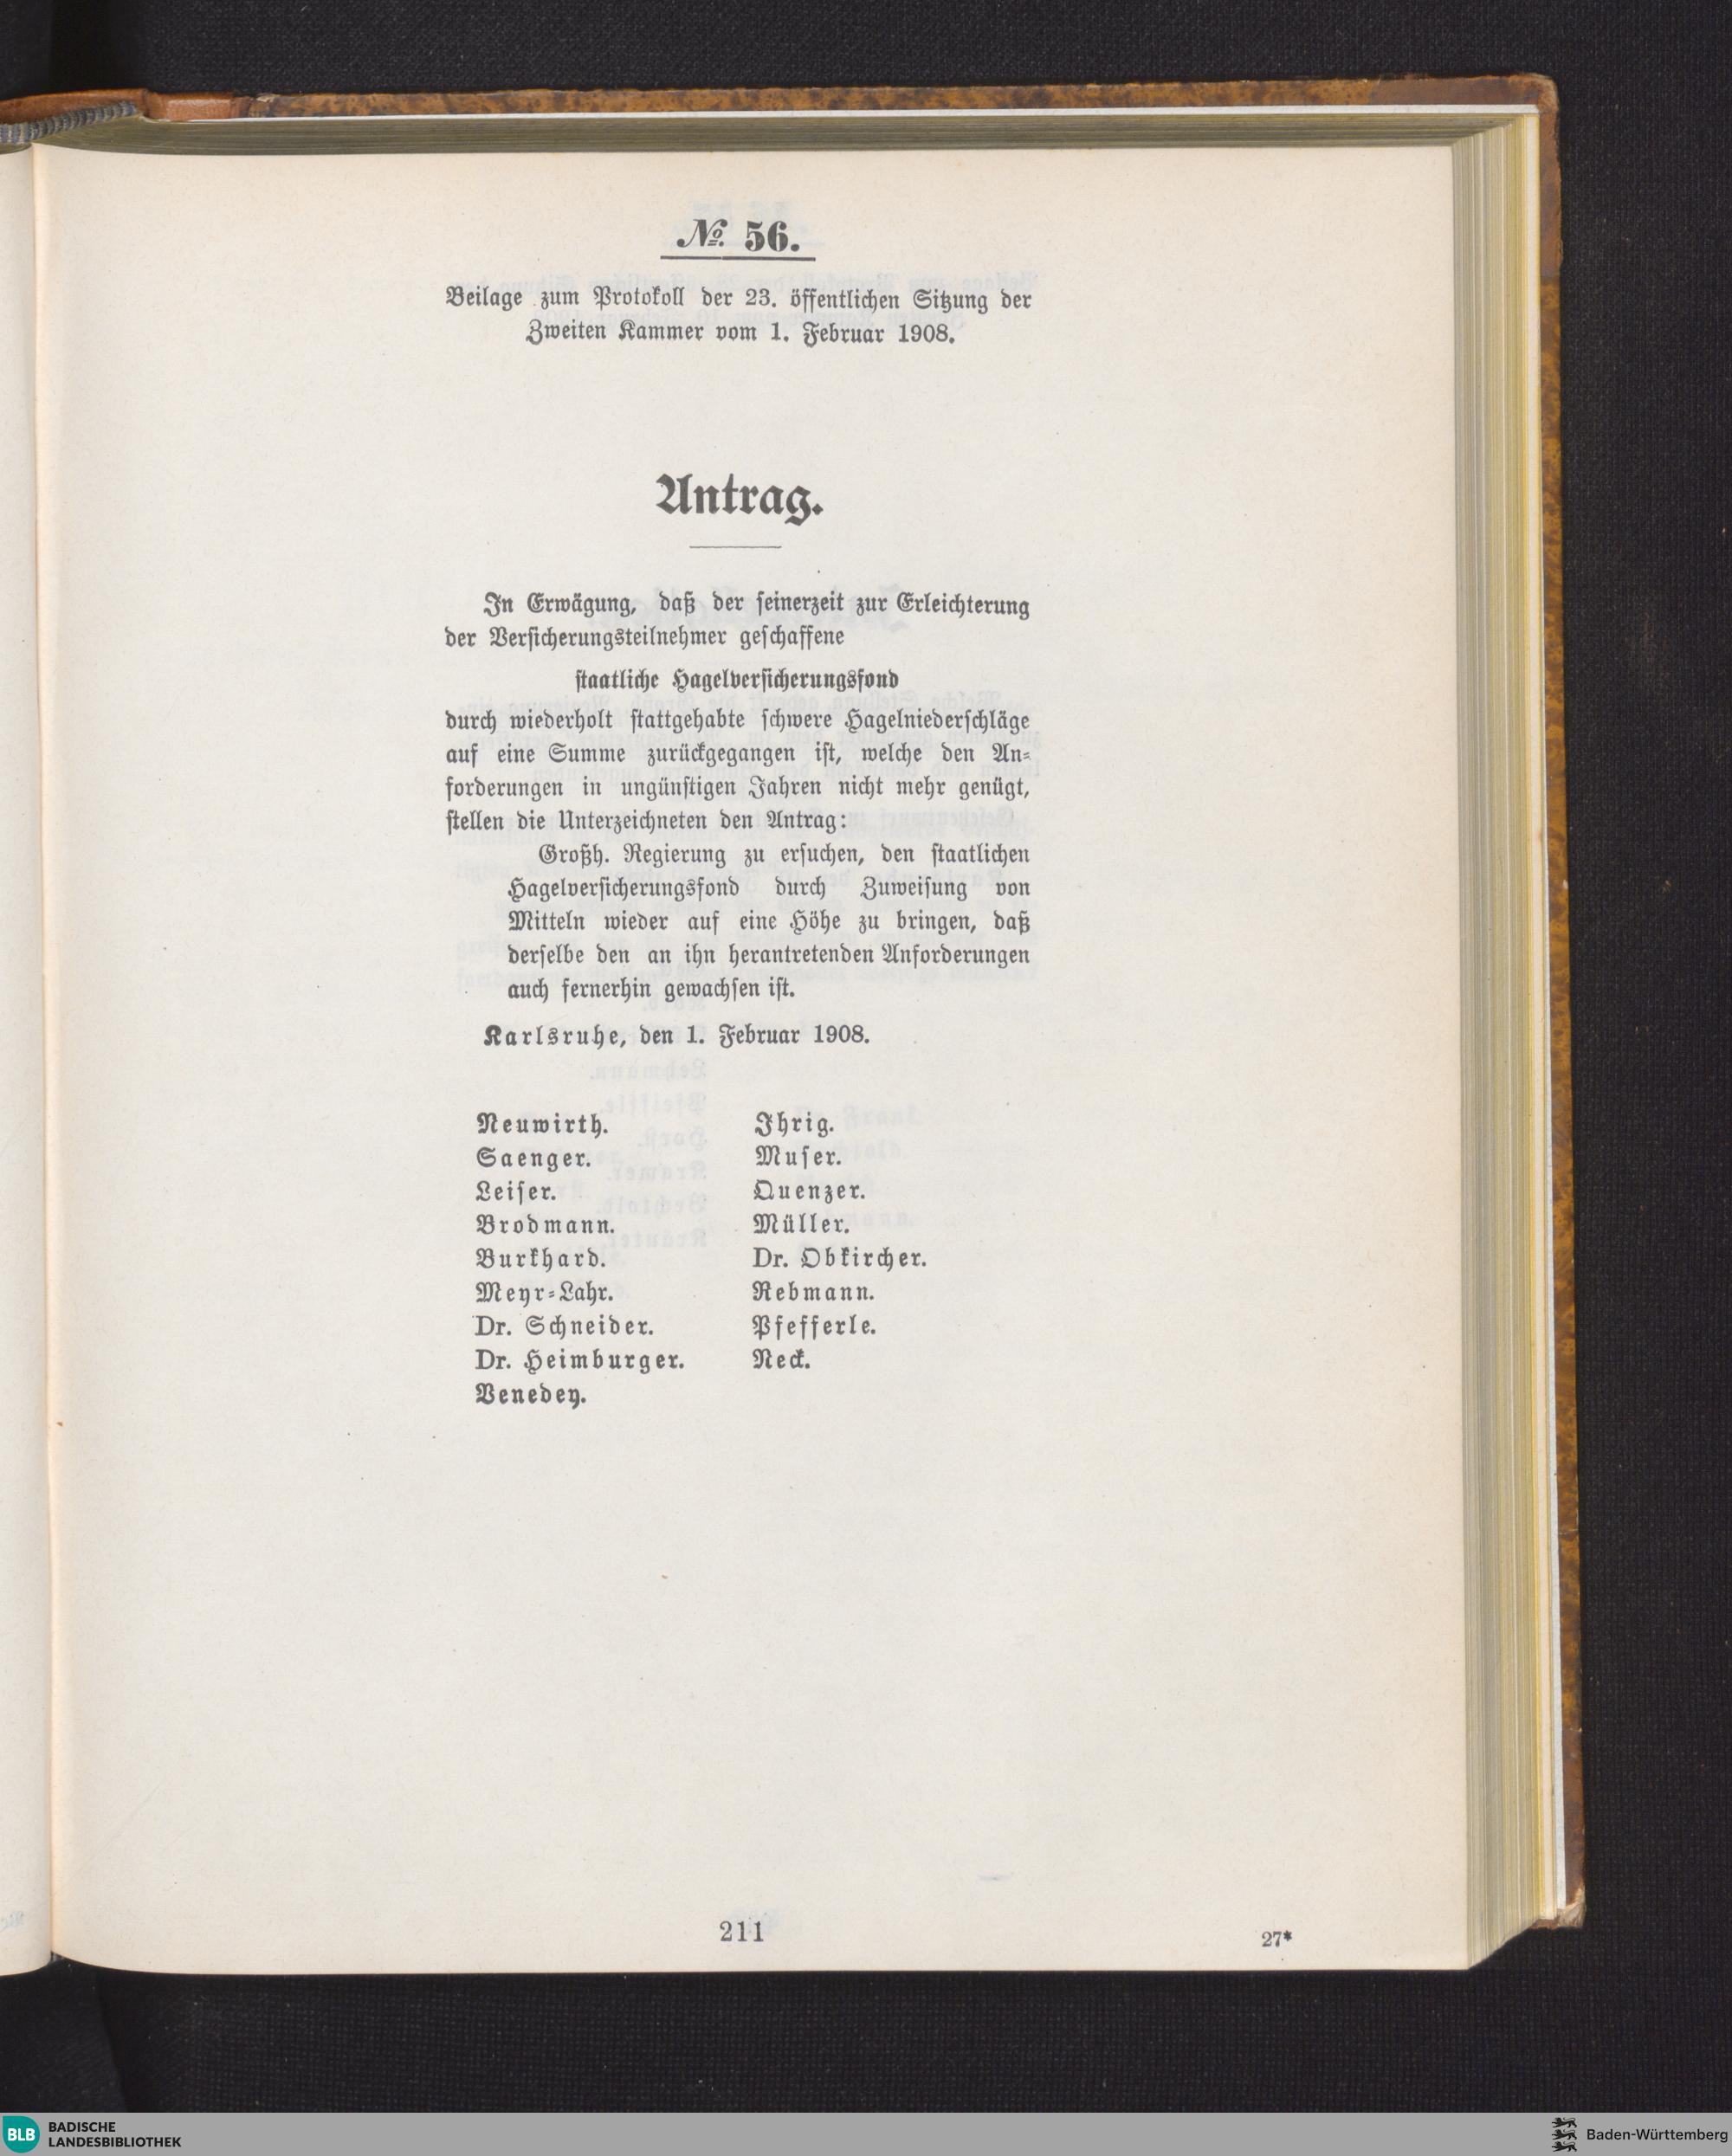 No. 56.
Beilage zum Protokoll der 23. öffentlichen Sitzung der
Zweiten Kammer vom 1. Februar 1908.
Antrag.
In Erwägung, daß der seinerzeit zur Erleichterung
der Versicherungsteilnehmer geschaffene
staatliche Hagelversicherungsfond
durch wiederholt stattgehabte schwere Hagelniederschläge
auf eine Summe zurückgegangen ist, welche den An-
forderungen in ungünstigen Jahren nicht mehr genügt,
stellen die Unterzeichneten den Antrag:
Großh. Regierung zu ersuchen, den staatlichen
Hagelversicherungsfond durch Zuweisung von
Mitteln wieder auf eine Höhe zu bringen, daß
derselbe den an ihn herantretenden Anforderungen
auch fernerhin gewachsen ist.
Karlsruhe, den 1. Februar 1908.
Neuwirth.
Saenger.
Leiser.
Brodmann.
Burkhard.
Meyr-Lahr.
Dr. Schneider.
Dr. Heimburger.
Venedey.
Ihrig.
Muser.
Quenzer.
Müller.
Dr. Obkircher.
Rebmann.
Pfefferle.
Neck.
211
27*
BLB BADISCHE
LANDESBIBLIOTHEK
Baden-Württemberg